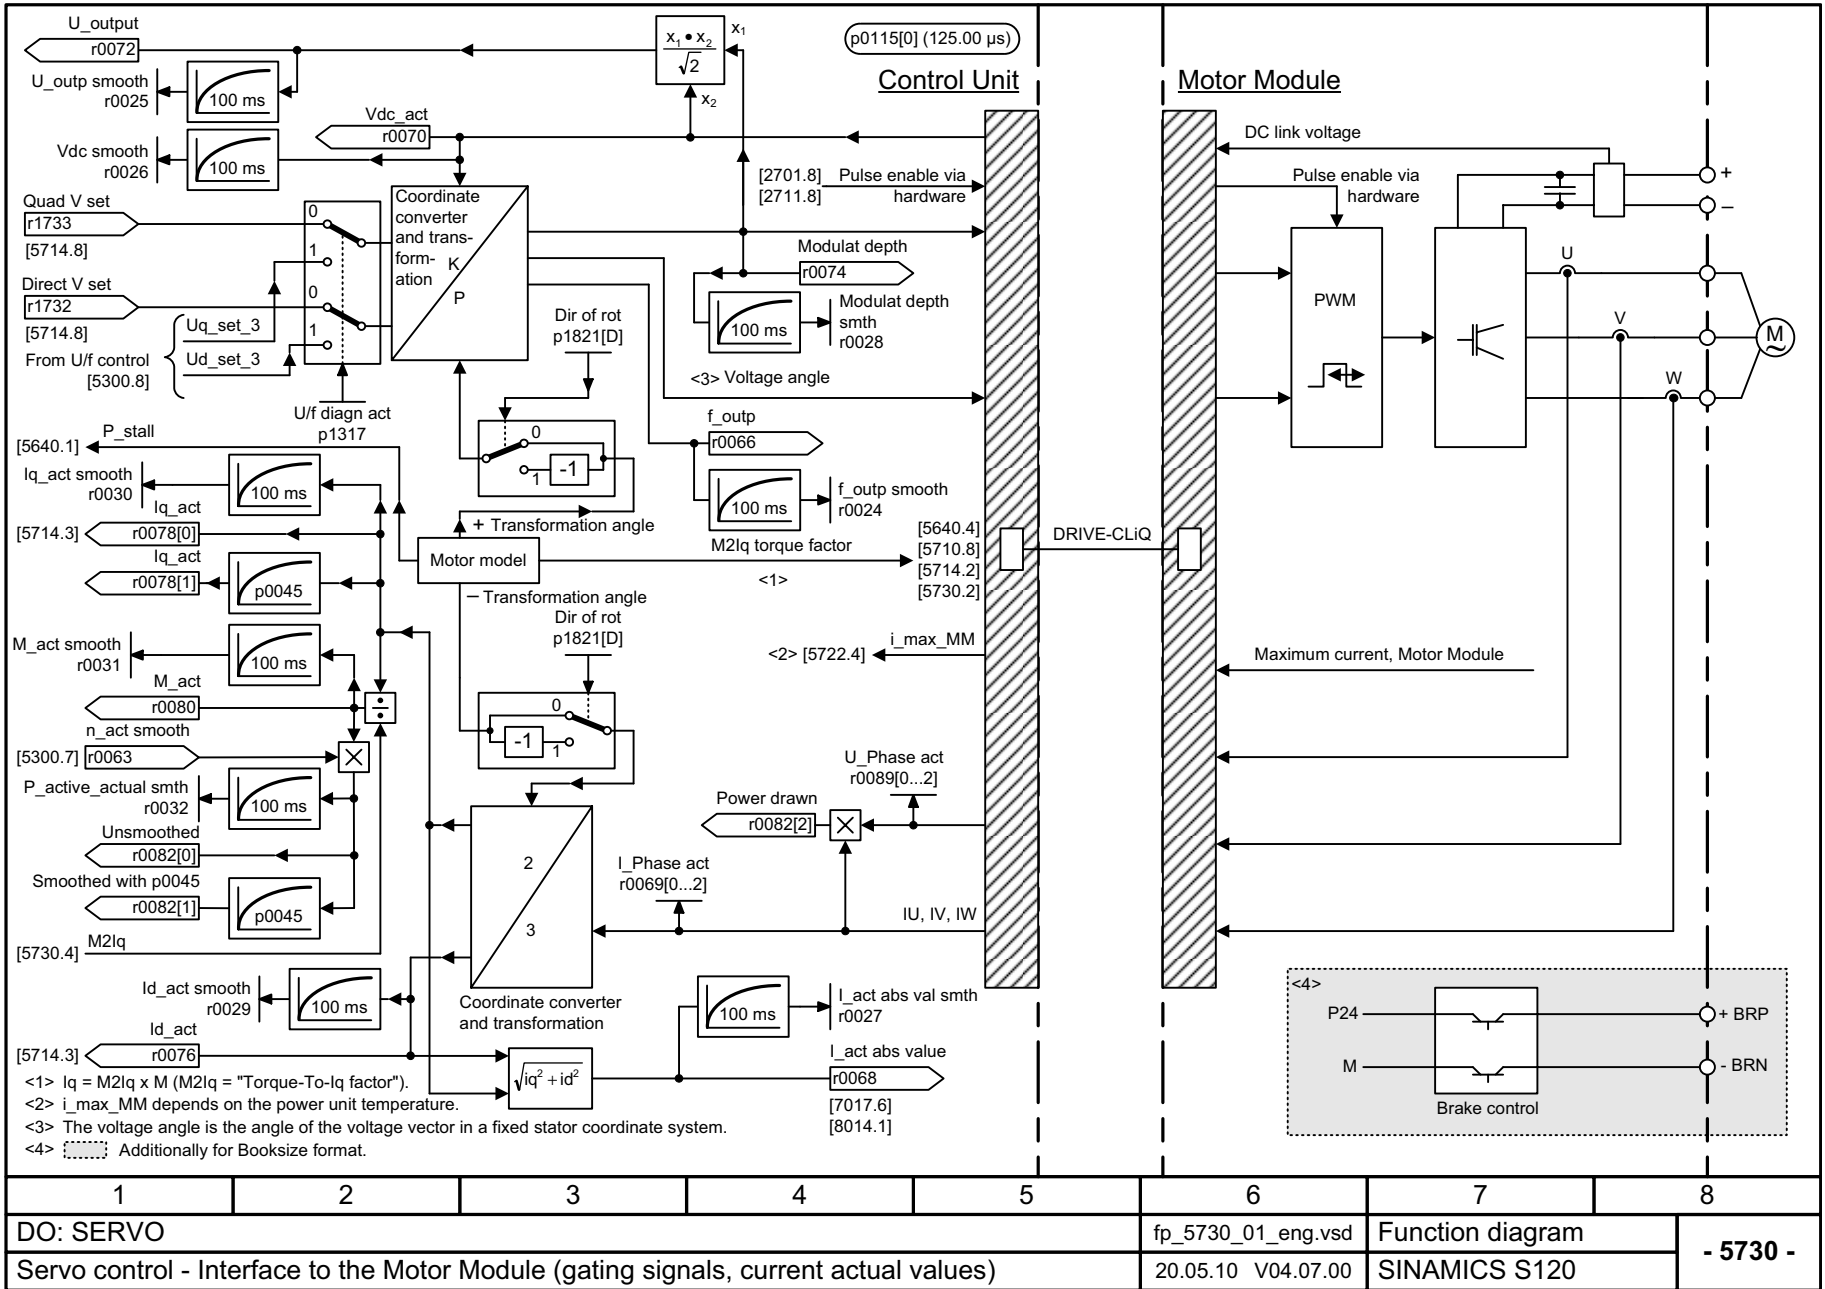 U_output
r0072
U_outp smooth
r0025
100 ms
x₁ • x₂
√2
x₁
x₂
p0115[0] (125.00 µs)
Control Unit
Motor Module
Vdc_act
r0070
Vdc smooth
r0026
100 ms
DC link voltage
[2701.8]
[2711.8]
Pulse enable via
hardware
Pulse enable via
hardware
+
–
Quad V set
r1733
[5714.8]
0
1
Direct V set
r1732
[5714.8]
0
1
Uq_set_3
Ud_set_3
From U/f control
[5300.8]
U/f diagn act
p1317
Coordinate
converter
and trans-
form-
ation
K
P
Modulat depth
r0074
100 ms
Modulat depth
smth
r0028
Dir of rot
p1821[D]
<3> Voltage angle
PWM
U
V
W
M
~
0
1
-1
f_outp
r0066
100 ms
f_outp smooth
r0024
P_stall
[5640.1]
Iq_act smooth
r0030
100 ms
Iq_act
[5714.3]
r0078[0]
Iq_act
r0078[1]
p0045
+ Transformation angle
Motor model
– Transformation angle
M2Iq torque factor
<1>
[5640.4]
[5710.8]
[5714.2]
[5730.2]
DRIVE-CLiQ
Dir of rot
p1821[D]
M_act smooth
r0031
100 ms
M_act
r0080
÷
n_act smooth
[5300.7]
r0063
×
0
-1
1
<2> [5722.4]
i_max_MM
Maximum current, Motor Module
P_active_actual smth
r0032
100 ms
Unsmoothed
r0082[0]
Smoothed with p0045
r0082[1]
p0045
[5730.4]
M2Iq
U_Phase act
r0089[0...2]
Power drawn
r0082[2]
×
I_Phase act
r0069[0...2]
IU, IV, IW
2
3
Coordinate converter
and transformation
Id_act smooth
r0029
100 ms
Id_act
[5714.3]
r0076
√iq² + id²
100 ms
I_act abs val smth
r0027
I_act abs value
r0068
[7017.6]
[8014.1]
<4>
P24
+ BRP
M
- BRN
Brake control
<1> Iq = M2Iq x M (M2Iq = "Torque-To-Iq factor").
<2> i_max_MM depends on the power unit temperature.
<3> The voltage angle is the angle of the voltage vector in a fixed stator coordinate system.
<4> Additionally for Booksize format.
1 2 3 4 5 6 7 8
DO: SERVO
fp_5730_01_eng.vsd
Function diagram
- 5730 -
Servo control - Interface to the Motor Module (gating signals, current actual values)
20.05.10 V04.07.00
SINAMICS S120